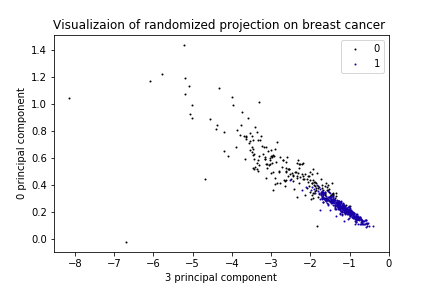 Visualizaion of randomized projection on breast cancer
0
1
1.4
1.2
1.0
0.8
0.6
0.4
0.2
0.0
0 principal component
−8 −7 −6 −5 −4 −3 −2 −1 0
3 principal component